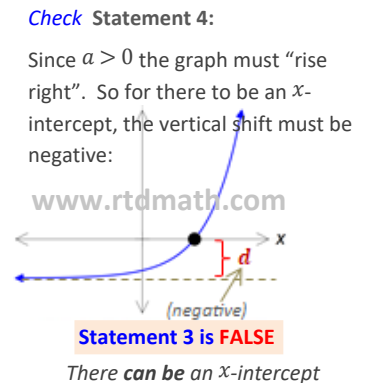 Check Statement 4:
Since a > 0 the graph must “rise
right”. So for there to be an x-
intercept, the vertical shift must be
negative:
www.rtdmath.com
x
d
(negative)
Statement 3 is FALSE
There can be an x-intercept